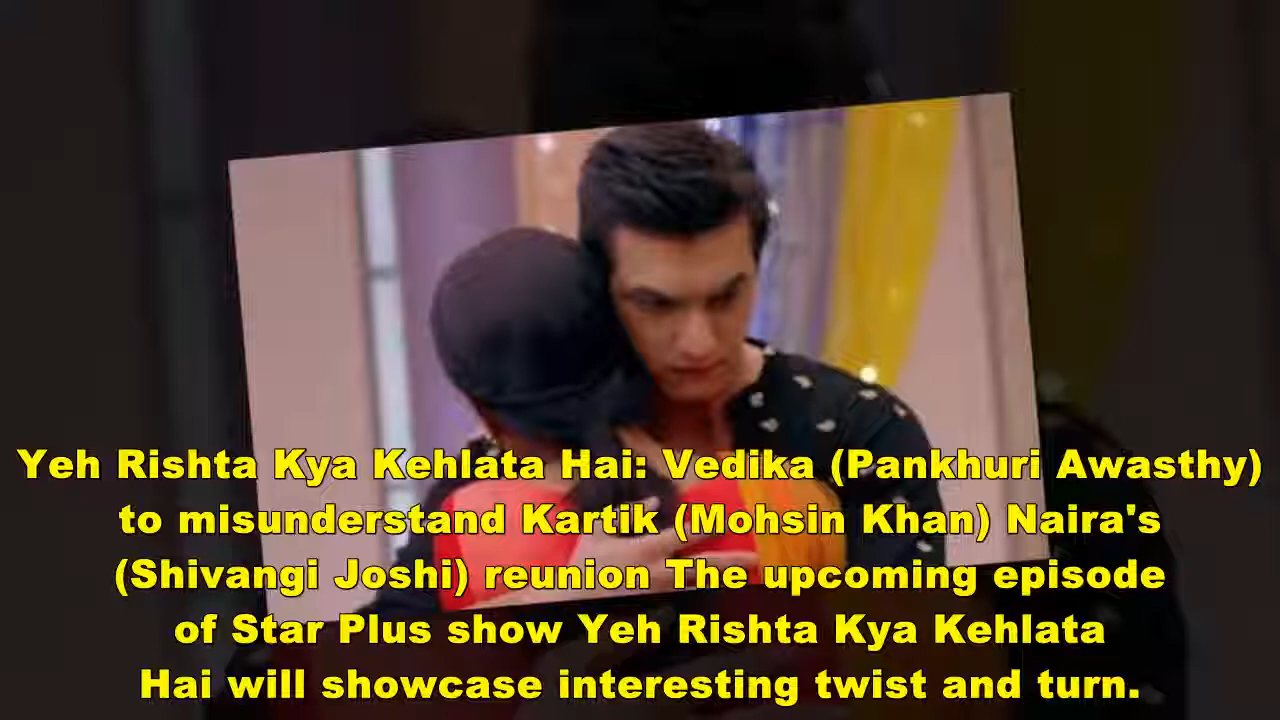 Yeh Rishta Kya Kehlata Hai: Vedika (Pankhuri Awasthy)
to misunderstand Kartik (Mohsin Khan) Naira's
(Shivangi Joshi) reunion The upcoming episode
of Star Plus show Yeh Rishta Kya Kehlata
Hai will showcase interesting twist and turn.